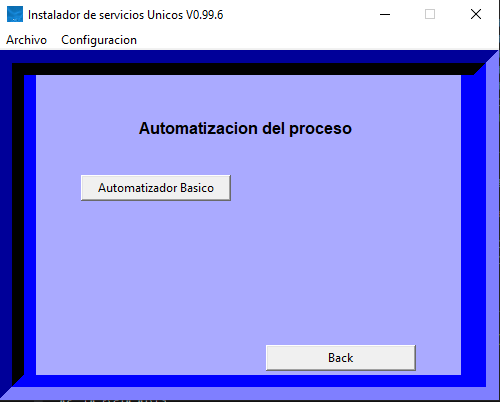 Instalador de servicios Unicos V0.99.6
Archivo Configuracion
Automatizacion del proceso
Automatizador Basico
Back